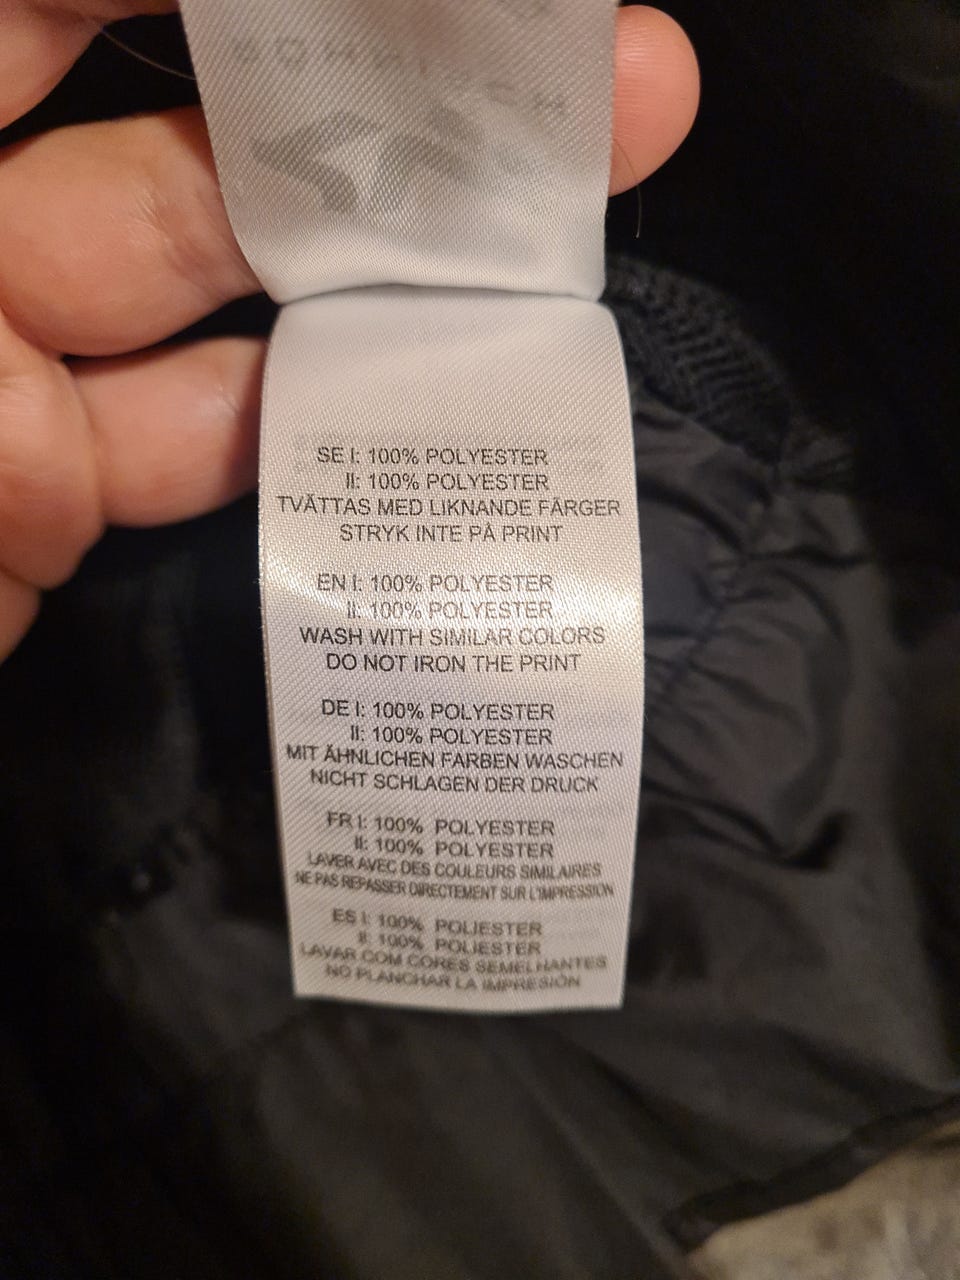 SE I: 100% POLYESTER
II: 100% POLYESTER
TVÄTTAS MED LIKNANDE FÄRGER
STRYK INTE PÅ PRINT
EN I: 100% POLYESTER
II: 100% POLYESTER
WASH WITH SIMILAR COLORS
DO NOT IRON THE PRINT
DE I: 100% POLYESTER
II: 100% POLYESTER
MIT ÄHNLICHEN FARBEN WASCHEN
NICHT SCHLAGEN DER DRUCK
FR I: 100% POLYESTER
II: 100% POLYESTER
LAVER AVEC DES COULEURS SIMILAIRES
NE PAS REPASSER DIRECTEMENT SUR L'IMPRESSION
ES I: 100% POLIESTER
II: 100% POLIESTER
LAVAR COM CORES SEMELHANTES
NO PLANCHAR LA IMPRESIÓN